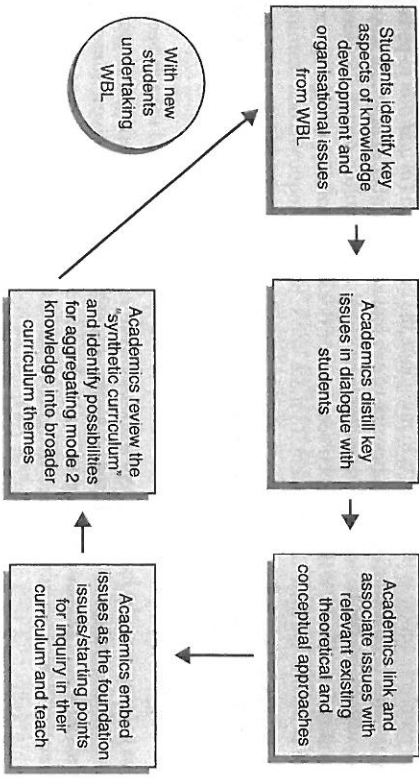 Students identify key
aspects of knowledge
development and
organisational issues
from WBL
Academics distill key
issues in dialogue with
students
Academics link and
associate issues with
relevant existing
theoretical and
conceptual approaches
Academics embed
issues as the foundation
issues/starting points
for inquiry in their
curriculum and teach
Academics review the
"synthetic curriculum"
and identify possibilities
for aggregating mode 2
knowledge into broader
curriculum themes
With new
students
undertaking
WBL